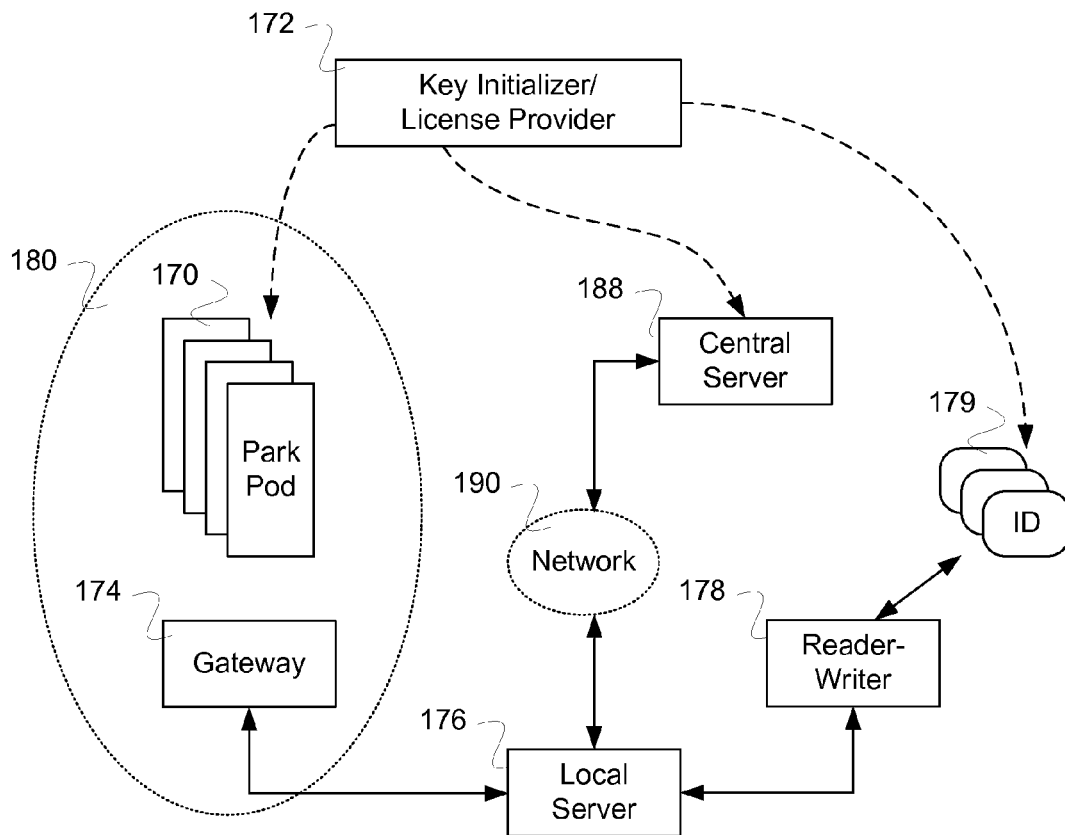 172
Key Initializer/
License Provider
180
170
188
Central
Server
179
Park
Pod
190
ID
Network
174
178
Gateway
Reader-
Writer
176
Local
Server